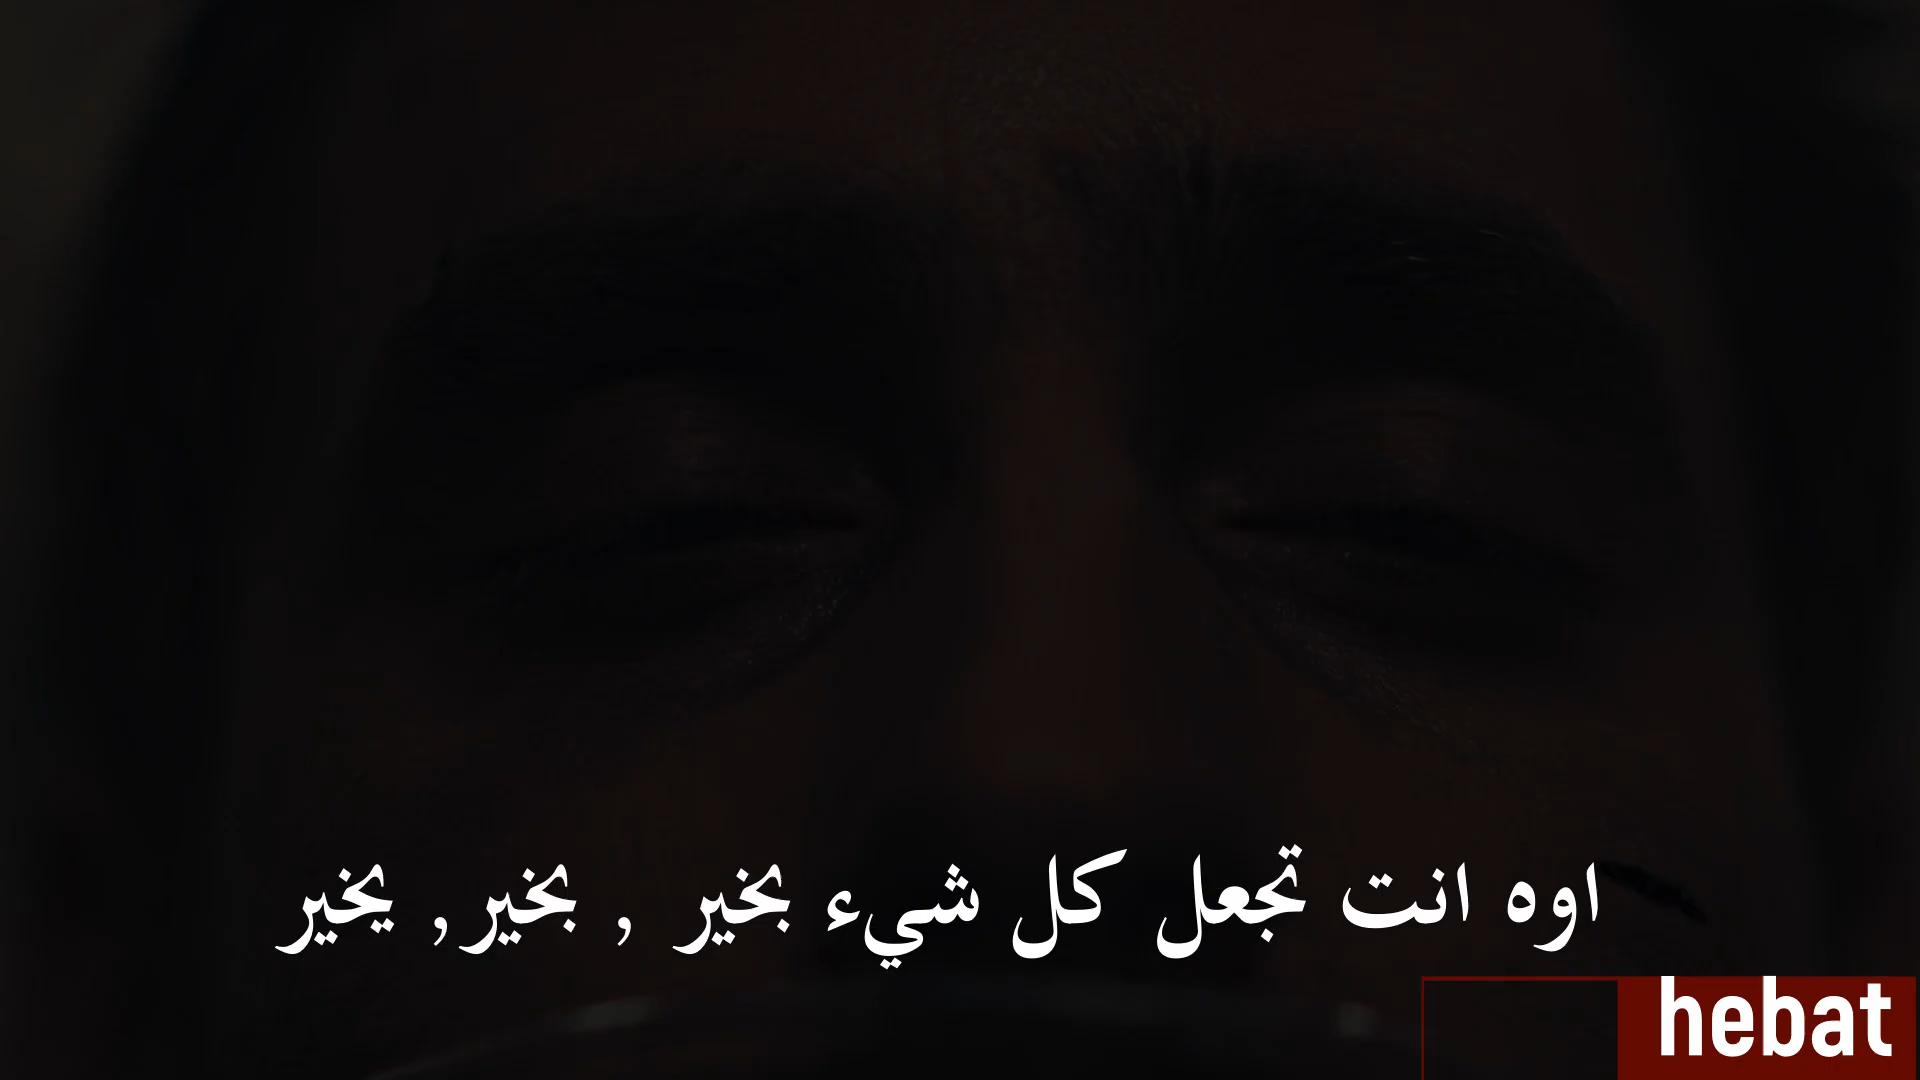 اوه انت تجعل كل شيء بخير , بخير, يخير
hebat